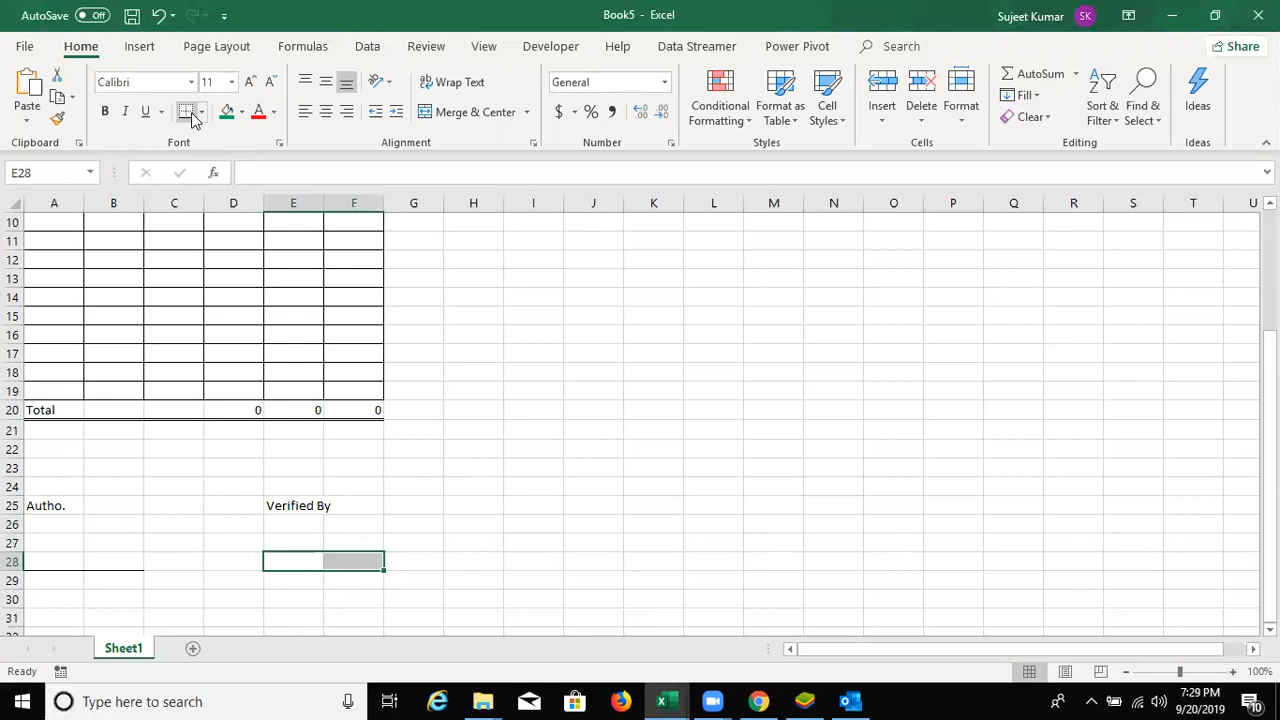 AutoSave Off Book5 - Excel Sujeet Kumar SK
File Home Insert Page Layout Formulas Data Review View Developer Help Data Streamer Power Pivot Search Share
Paste Calibri 11 Wrap Text General Conditional Formatting Format as Table Cell Styles Insert Delete Format AutoSum Fill Clear Sort & Filter Find & Select Ideas
B I U A Merge & Center $ % ,
Clipboard Font Alignment Number Styles Cells Editing Ideas
E28 fx
A B C D E F G H I J K L M N O P Q R S T U
10
11
12
13
14
15
16
17
18
19
20 Total 0 0 0
21
22
23
24
25 Autho. Verified By
26
27
28
29
30
31
Sheet1
Ready 100%
Type here to search 7:29 PM
9/20/2019 10